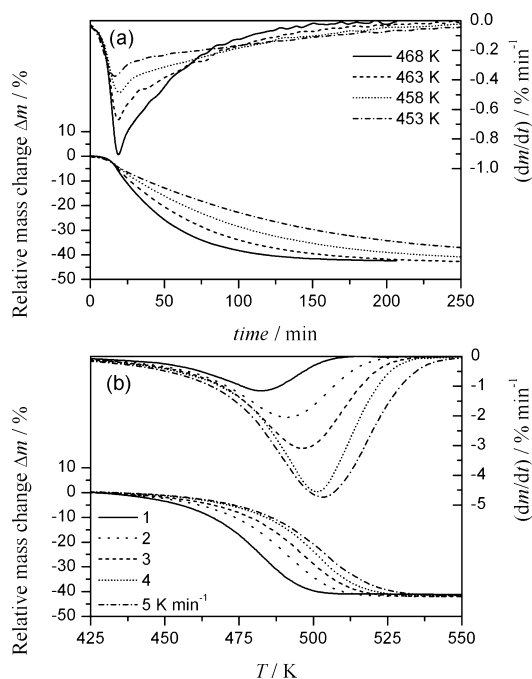 (a)
468 K
463 K
458 K
453 K
Relative mass change Δm / %
10
0
-10
-20
-30
-40
-50
0.0
-0.2
-0.4
-0.6
-0.8
-1.0
(dm/dt) / % min⁻¹
0 50 100 150 200 250
time / min
(b)
Relative mass change Δm / %
10
0
-10
-20
-30
-40
-50
1
2
3
4
5 K min⁻¹
0
-1
-2
-3
-4
-5
(dm/dt) / % min⁻¹
425 450 475 500 525 550
T / K